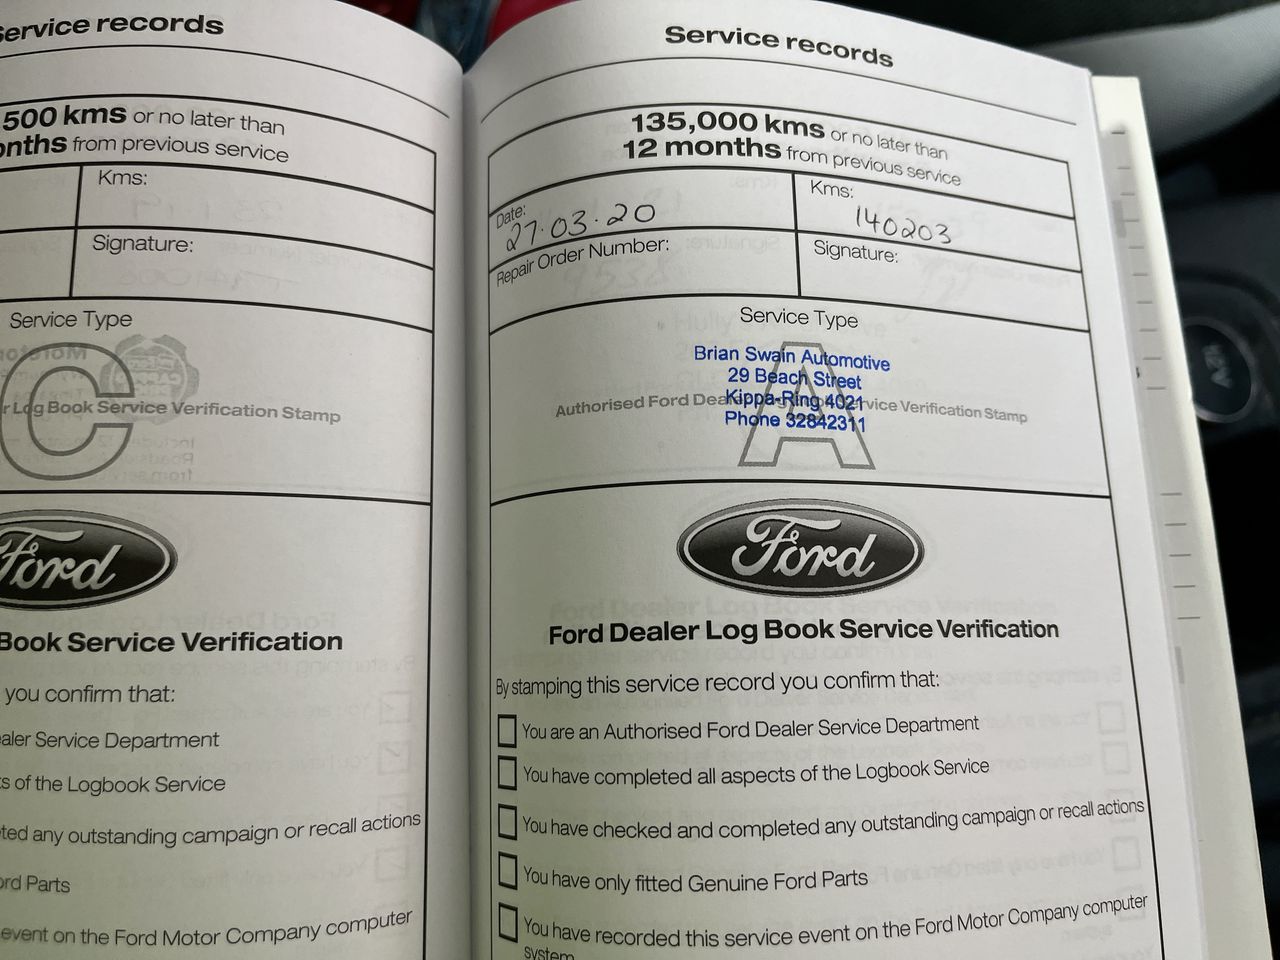 Service records
500 kms or no later than
onths from previous service
Kms:
Signature:
Service Type
C
r Log Book Service Verification Stamp
Ford
Book Service Verification
you confirm that:
aler Service Department
s of the Logbook Service
ted any outstanding campaign or recall actions
ord Parts
event on the Ford Motor Company computer
Service records
135,000 kms or no later than
12 months from previous service
Date: 27.03.20
Kms: 140203
Repair Order Number:
Signature:
Service Type
A
Brian Swain Automotive
29 Beach Street
Kippa-Ring 4021
Phone 32842311
Authorised Ford Dea rvice Verification Stamp
Ford
Ford Dealer Log Book Service Verification
By stamping this service record you confirm that:
You are an Authorised Ford Dealer Service Department
You have completed all aspects of the Logbook Service
You have checked and completed any outstanding campaign or recall actions
You have only fitted Genuine Ford Parts
You have recorded this service event on the Ford Motor Company computer
system